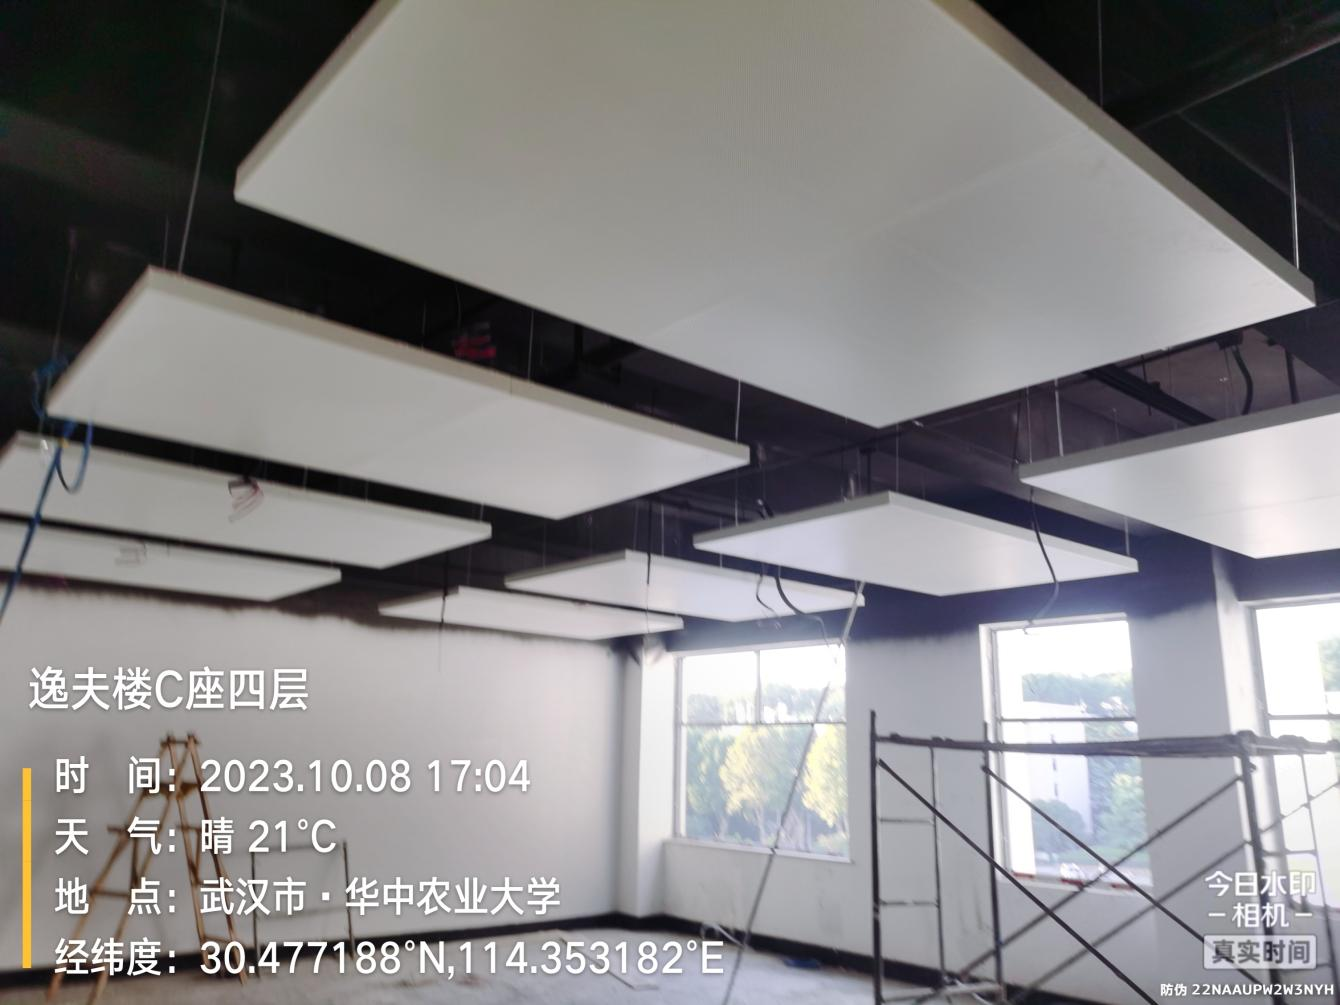 逸夫楼C座四层
时 间：2023.10.08 17:04
天 气：晴 21°C
地 点：武汉市·华中农业大学
经纬度：30.477188°N,114.353182°E
今日水印
相机
真实时间
防伪 22NAAUPW2W3NYH